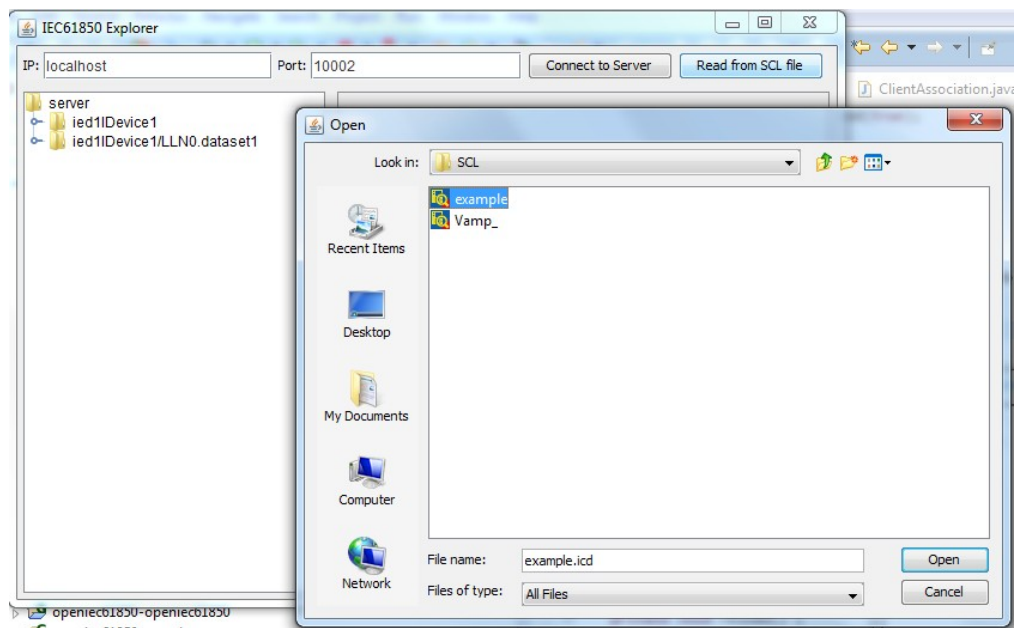 IEC61850 Explorer
IP: localhost Port: 10002 Connect to Server Read from SCL file
server
ied1lDevice1
ied1lDevice1/LLN0.dataset1
ClientAssociation.java
Open
Look in: SCL
example
Vamp_
Recent Items
Desktop
My Documents
Computer
Network
File name: example.icd Open
Files of type: All Files Cancel
openiec61850-openiec61850